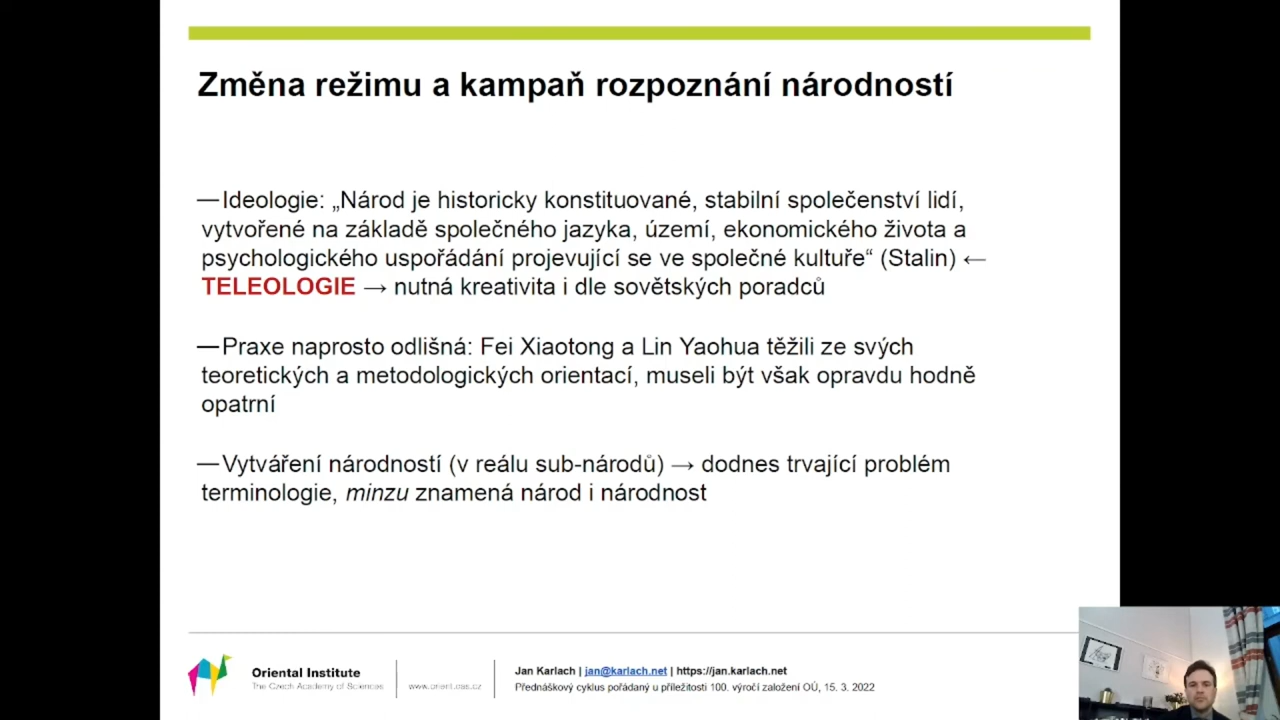 Změna režimu a kampaň rozpoznání národností
—Ideologie: „Národ je historicky konstituované, stabilní společenství lidí,
vytvořené na základě společného jazyka, území, ekonomického života a
psychologického uspořádání projevující se ve společné kultuře“ (Stalin) ←
TELEOLOGIE → nutná kreativita i dle sovětských poradců
—Praxe naprosto odlišná: Fei Xiaotong a Lin Yaohua těžili ze svých
teoretických a metodologických orientací, museli být však opravdu hodně
opatrní
—Vytváření národností (v reálu sub-národů) → dodnes trvající problém
terminologie, minzu znamená národ i národnost
Oriental Institute
The Czech Academy of Sciences
www.orient.cas.cz
Jan Karlach | jan@karlach.net | https://jan.karlach.net
Přednáškový cyklus pořádaný u příležitosti 100. výročí založení OÚ, 15. 3. 2022